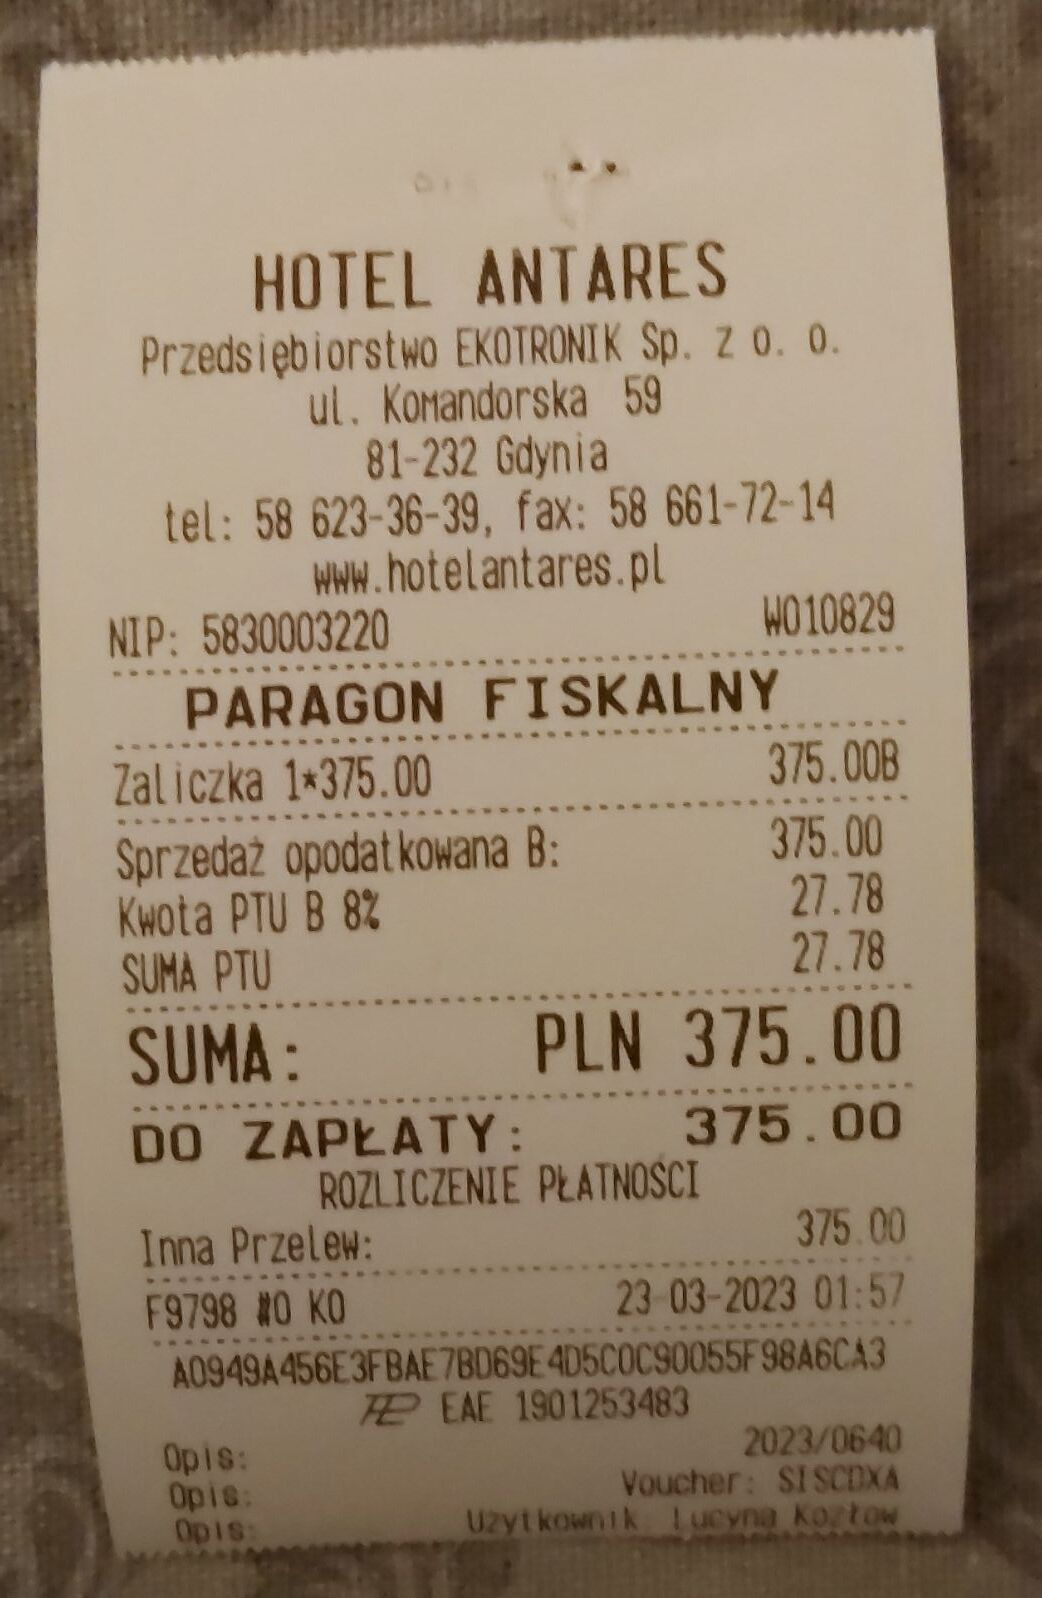 HOTEL ANTARES
Przedsiębiorstwo EKOTRONIK Sp. z o. o.
ul. Komandorska 59
81-232 Gdynia
tel: 58 623-36-39, fax: 58 661-72-14
www.hotelantares.pl
NIP: 5830003220 W010829
PARAGON FISKALNY
Zaliczka 1*375.00 375.00B
Sprzedaż opodatkowana B: 375.00
Kwota PTU B 8% 27.78
SUMA PTU 27.78
SUMA: PLN 375.00
DO ZAPŁATY: 375.00
ROZLICZENIE PŁATNOŚCI
Inna Przelew: 375.00
F9798 #0 KO 23-03-2023 01:57
A0949A456E3FBAE7BD69E4D5C0C90055F98A6CA3
EAE 1901253483
Opis: 2023/0640
Opis: Voucher: SISCDXA
Opis: Użytkownik: Lucyna Kozłow